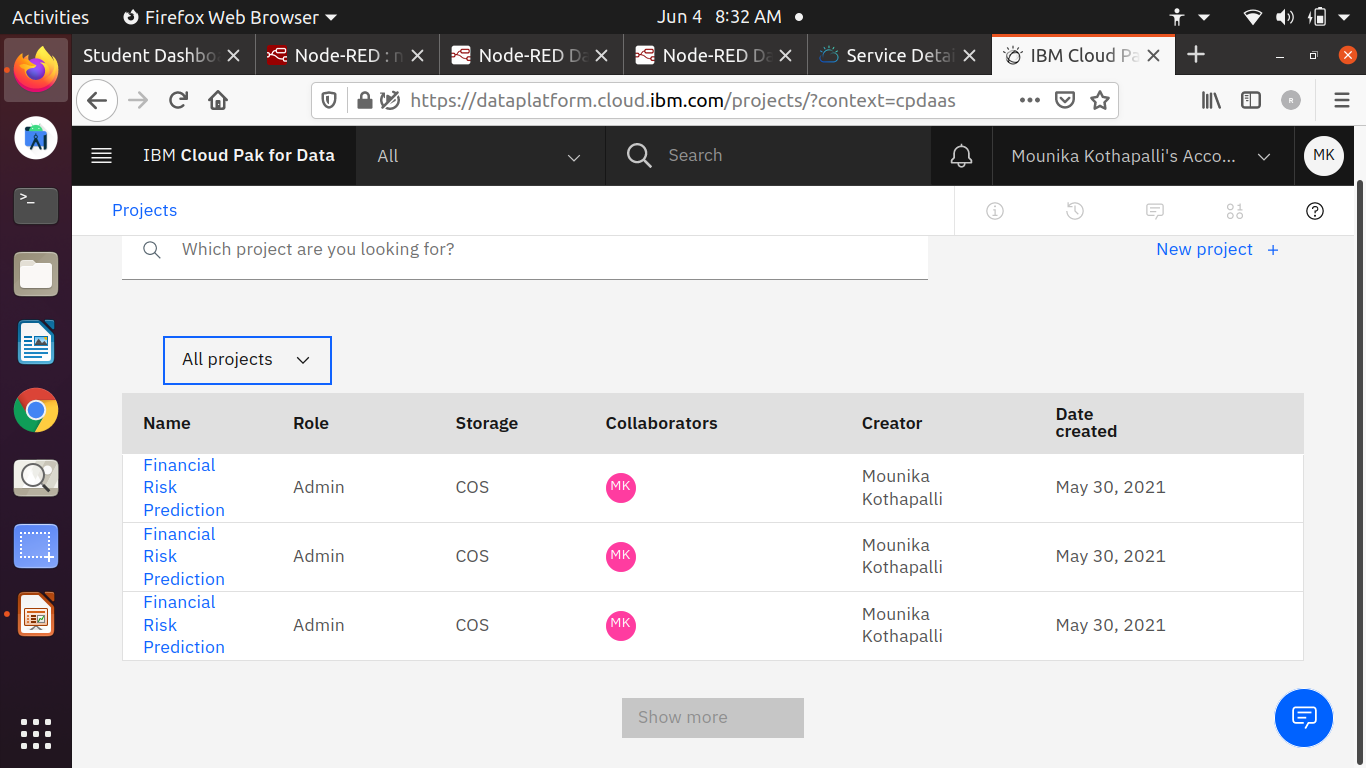 Activities
Firefox Web Browser
Jun 4 8:32 AM
Student Dashbo
Node-RED : n
Node-RED Da
Node-RED Da
Service Detai
IBM Cloud Pa
https://dataplatform.cloud.ibm.com/projects/?context=cpdaas
R
IBM Cloud Pak for Data
All
Search
Mounika Kothapalli's Acco...
MK
Projects
Which project are you looking for?
New project +
All projects
Name Role Storage Collaborators Creator Date
created
Financial
Risk
Prediction
Admin
COS
MK
Mounika
Kothapalli
May 30, 2021
Financial
Risk
Prediction
Admin
COS
MK
Mounika
Kothapalli
May 30, 2021
Financial
Risk
Prediction
Admin
COS
MK
Mounika
Kothapalli
May 30, 2021
Show more